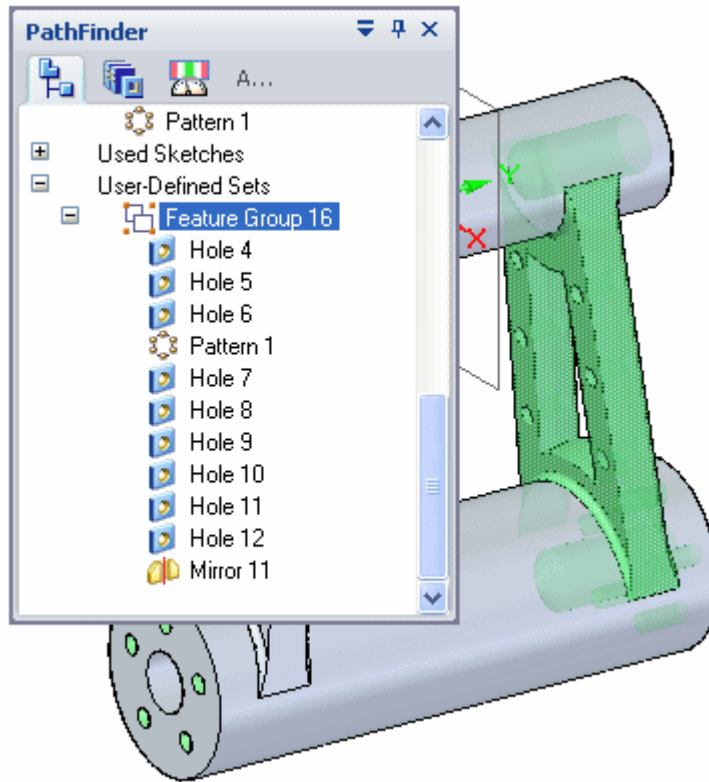 PathFinder
A...
Pattern 1
Used Sketches
User-Defined Sets
Feature Group 16
Hole 4
Hole 5
Hole 6
Pattern 1
Hole 7
Hole 8
Hole 9
Hole 10
Hole 11
Hole 12
Mirror 11
Y
X